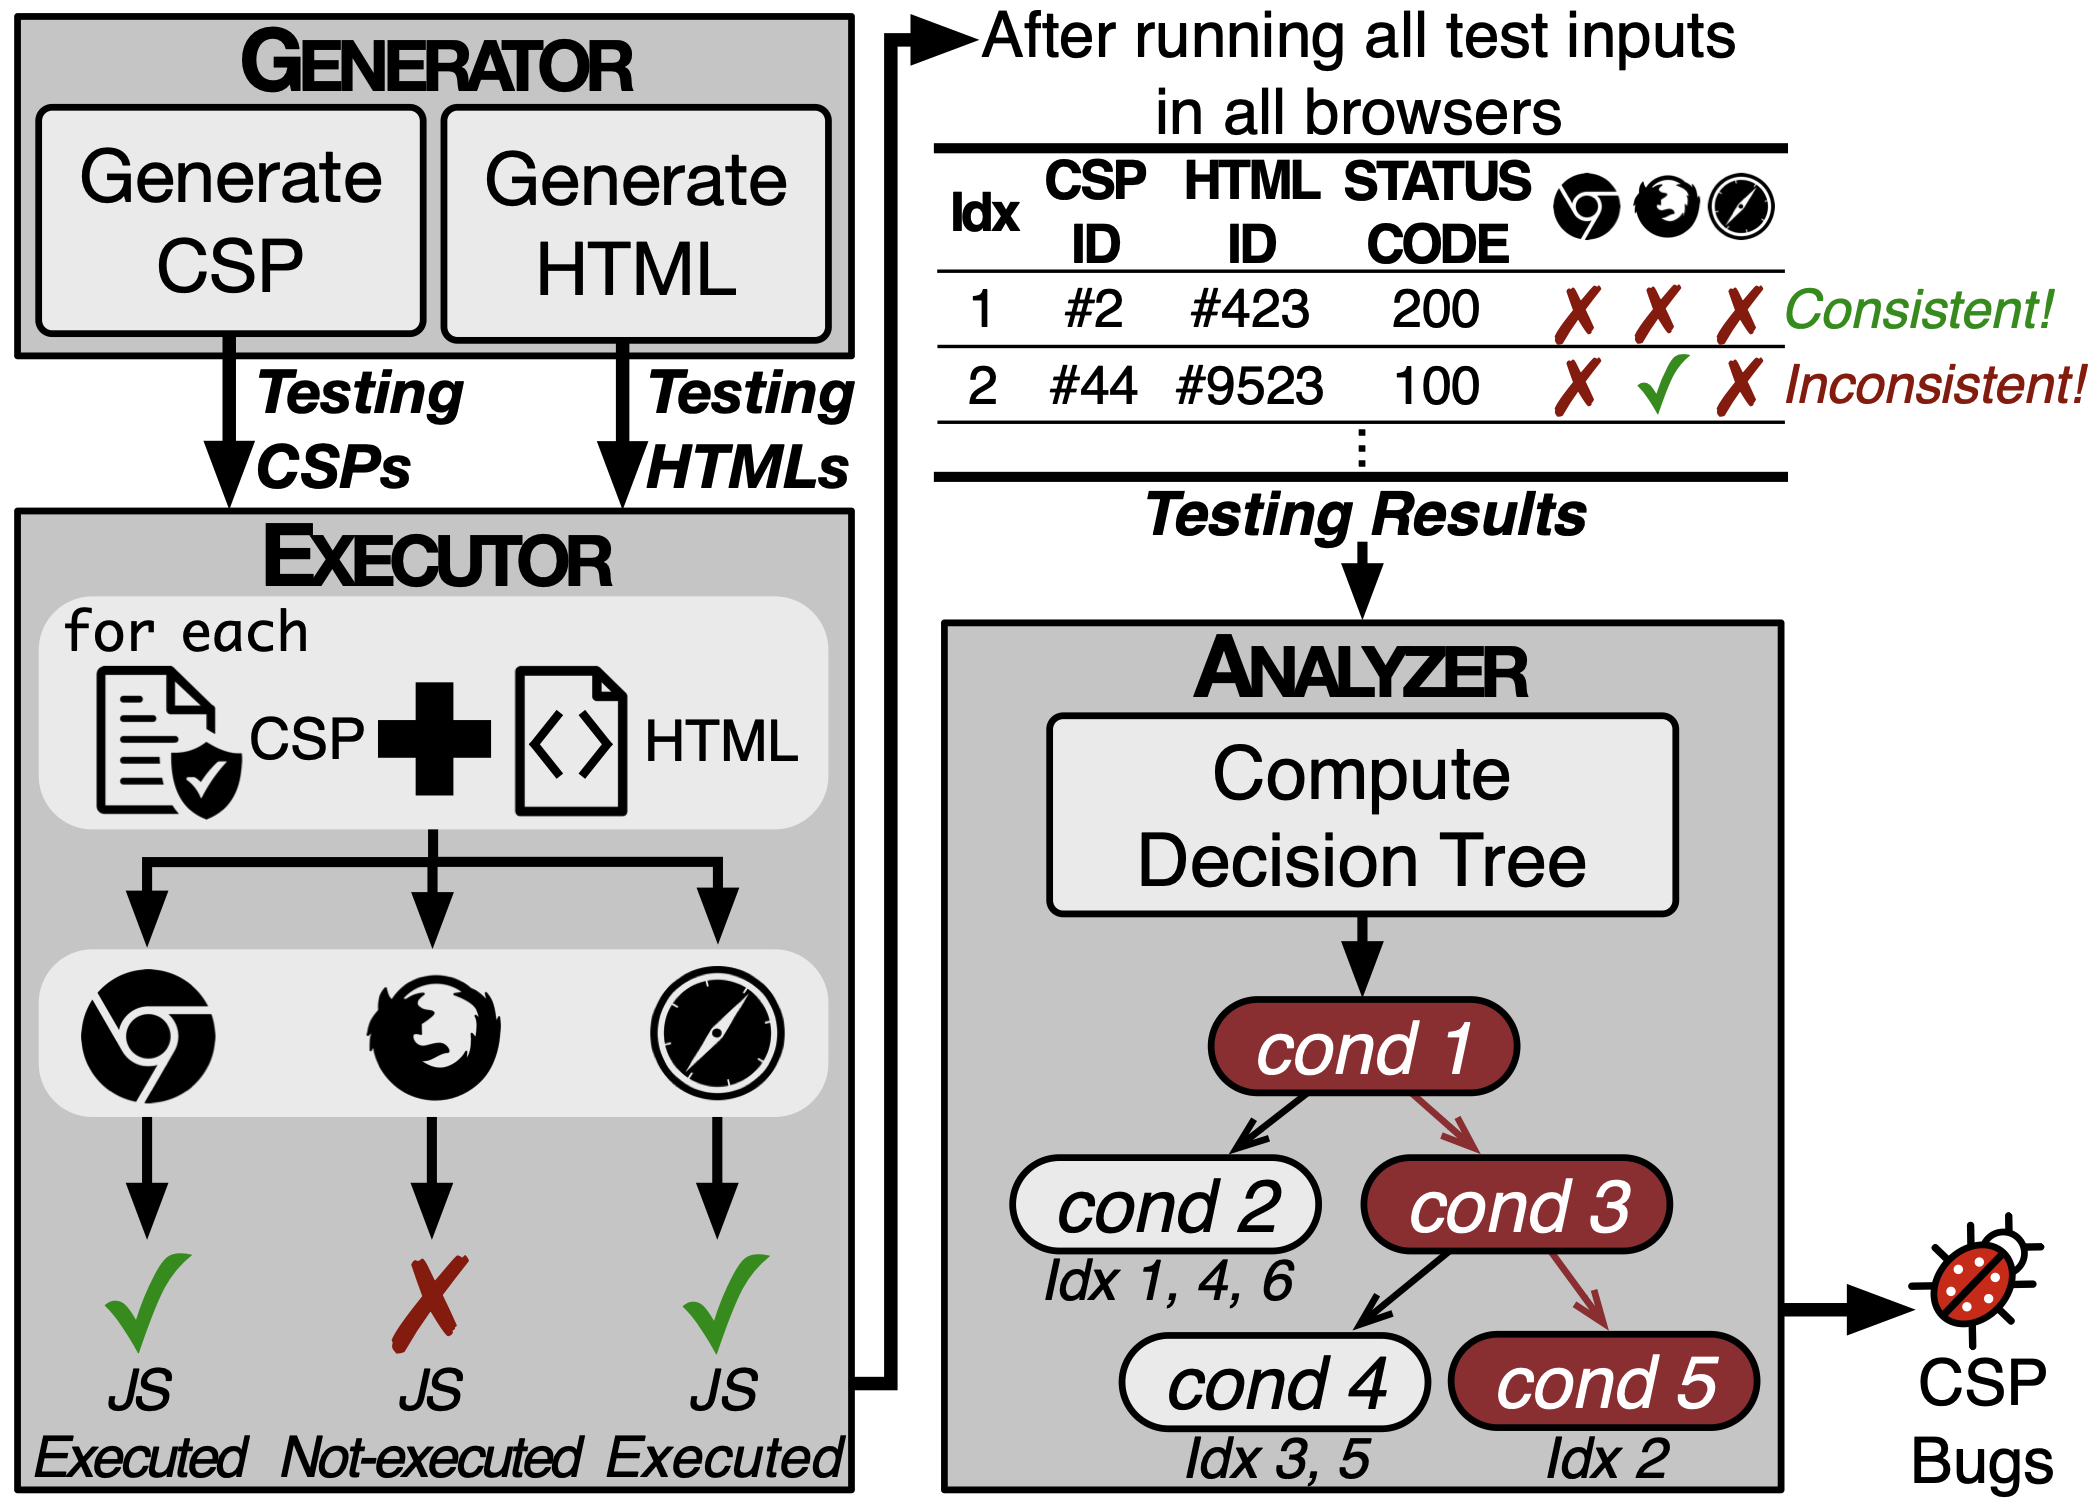 GENERATOR
Generate
CSP
Generate
HTML
Testing
CSPs
Testing
HTMLs
EXECUTOR
for each
CSP
HTML
JS
Executed
JS
Not-executed
JS
Executed
After running all test inputs
in all browsers
Idx CSP ID HTML ID STATUS CODE
1 #2 #423 200 ✗ ✗ ✗ Consistent!
2 #44 #9523 100 ✗ ✓ ✗ Inconsistent!
⋮
Testing Results
ANALYZER
Compute
Decision Tree
cond 1
cond 2
cond 3
Idx 1, 4, 6
cond 4
cond 5
Idx 3, 5
Idx 2
CSP
Bugs